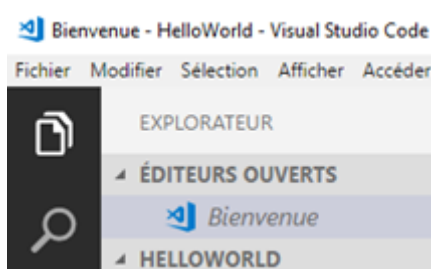 Bienvenue - HelloWorld - Visual Studio Code
Fichier Modifier Sélection Afficher Accéder
EXPLORATEUR
ÉDITEURS OUVERTS
Bienvenue
HELLOWORLD